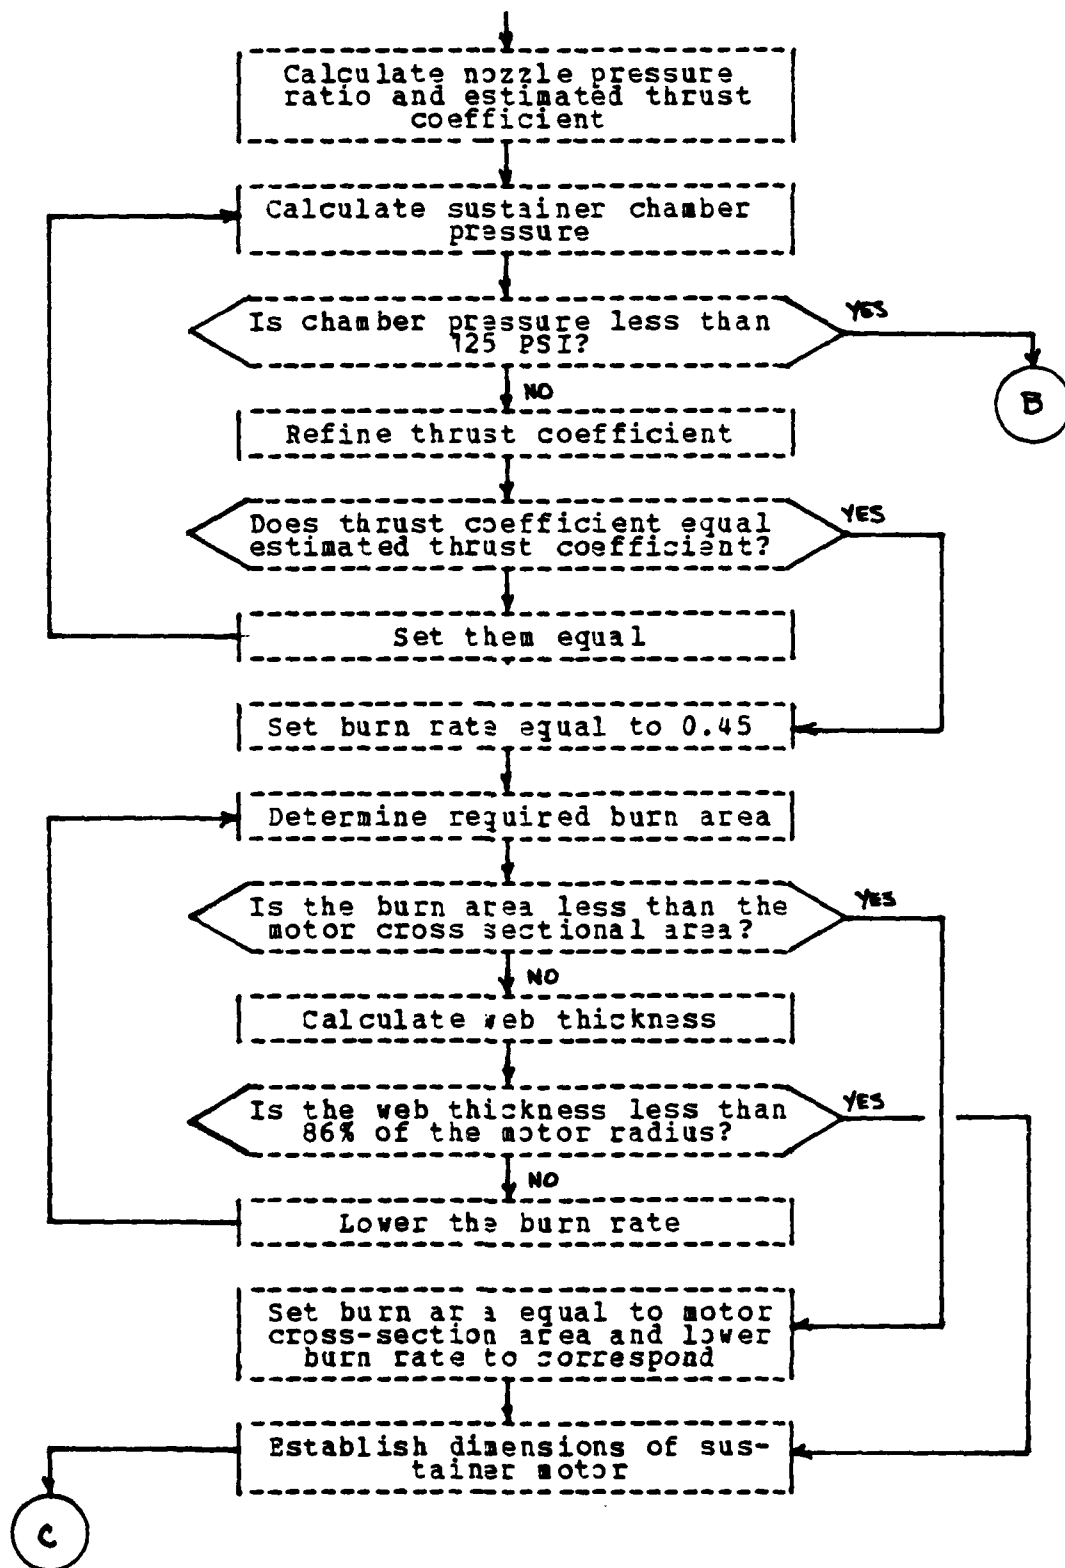 Calculate nozzle pressure
ratio and estimated thrust
coefficient
Calculate sustainer chamber
pressure
Is chamber pressure less than
125 PSI?
YES
B
NO
Refine thrust coefficient
Does thrust coefficient equal
estimated thrust coefficient?
YES
Set them equal
Set burn rate equal to 0.45
Determine required burn area
Is the burn area less than the
motor cross sectional area?
YES
NO
Calculate web thickness
Is the web thickness less than
86% of the motor radius?
YES
NO
Lower the burn rate
Set burn ar a equal to motor
cross-section area and lower
burn rate to correspond
Establish dimensions of sus-
tainer motor
C